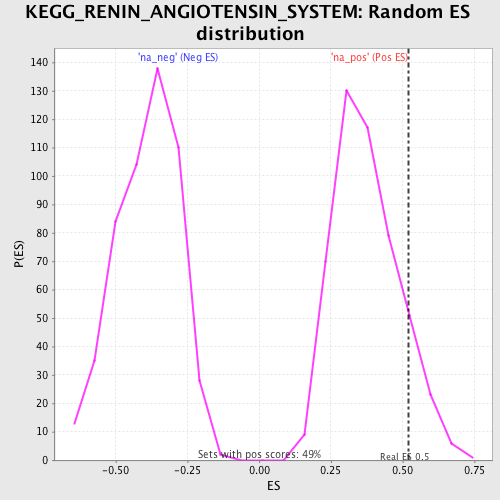 KEGG_RENIN_ANGIOTENSIN_SYSTEM: Random ES
distribution
'na_neg' (Neg ES)
'na_pos' (Pos ES)
140
130
120
110
100
90
80
70
60
50
40
30
20
10
0
P(ES)
Sets with pos scores: 49%
Real ES 0.5
-0.50
-0.25
0.00
0.25
0.50
0.75
ES